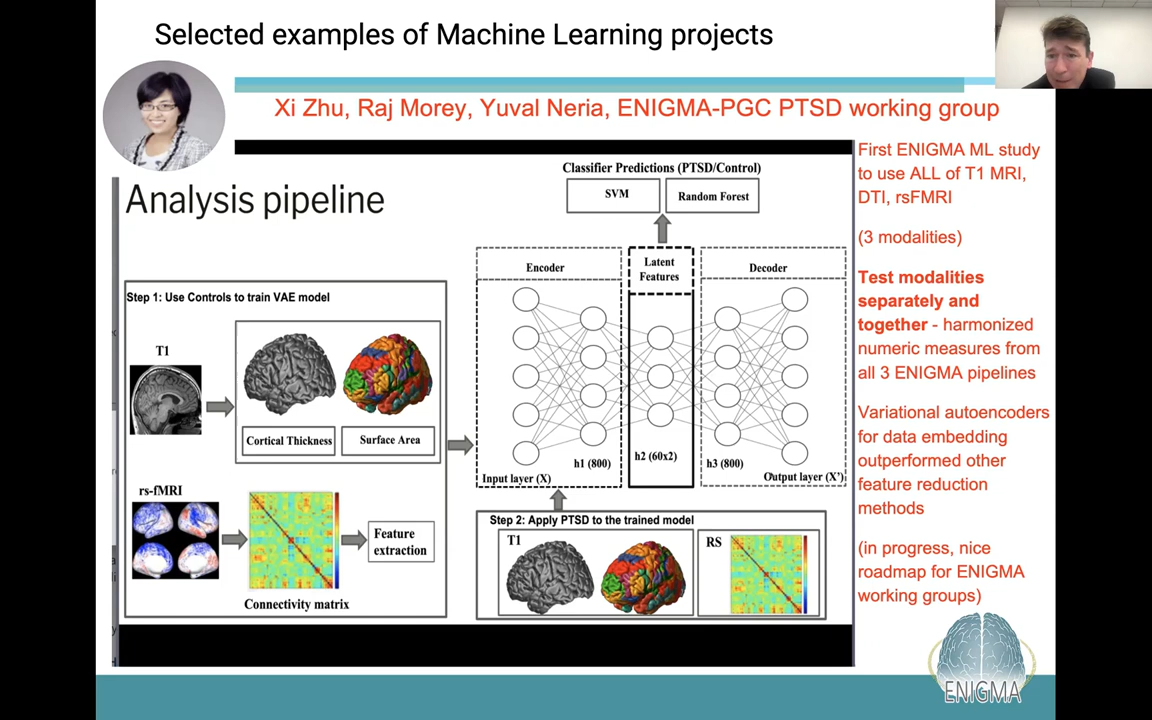 Selected examples of Machine Learning projects
Xi Zhu, Raj Morey, Yuval Neria, ENIGMA-PGC PTSD working group
Analysis pipeline
Step 1: Use Controls to train VAE model
T1
Cortical Thickness
Surface Area
rs-fMRI
Feature
extraction
Connectivity matrix
Classifier Predictions (PTSD/Control)
SVM
Random Forest
Encoder
Latent
Features
Decoder
h1 (800)
h2 (60x2)
h3 (800)
Input layer (X)
Output layer (X')
Step 2: Apply PTSD to the trained model
T1
RS
First ENIGMA ML study
to use ALL of T1 MRI,
DTI, rsFMRI
(3 modalities)
Test modalities
separately and
together - harmonized
numeric measures from
all 3 ENIGMA pipelines
Variational autoencoders
for data embedding
outperformed other
feature reduction
methods
(in progress, nice
roadmap for ENIGMA
working groups)
ENIGMA